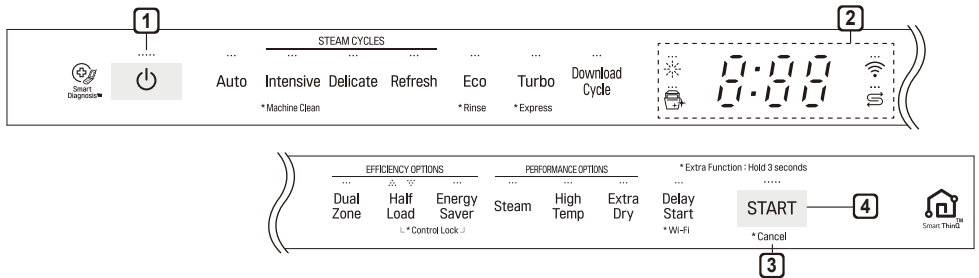 1
2
STEAM CYCLES
Smart Diagnosis™
Auto Intensive Delicate Refresh Eco Turbo Download Cycle
* Machine Clean * Rinse * Express
8:88
EFFICIENCY OPTIONS PERFORMANCE OPTIONS * Extra Function : Hold 3 seconds
Dual Zone Half Load Energy Saver Steam High Temp Extra Dry Delay Start START 4
* Control Lock * Wi-Fi * Cancel
Smart ThinQ™
3